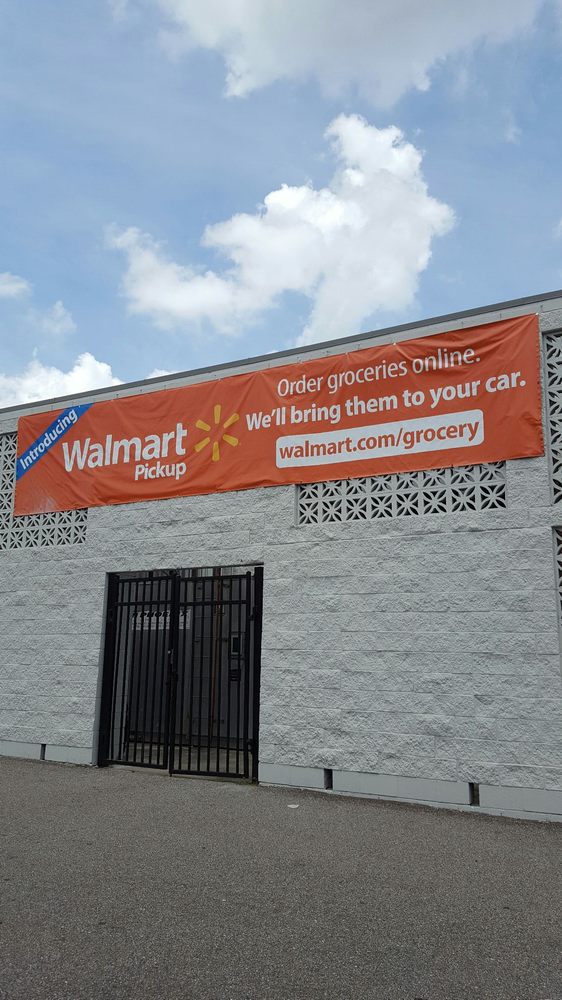 Introducing
Walmart
Pickup
Order groceries online.
We'll bring them to your car.
walmart.com/grocery